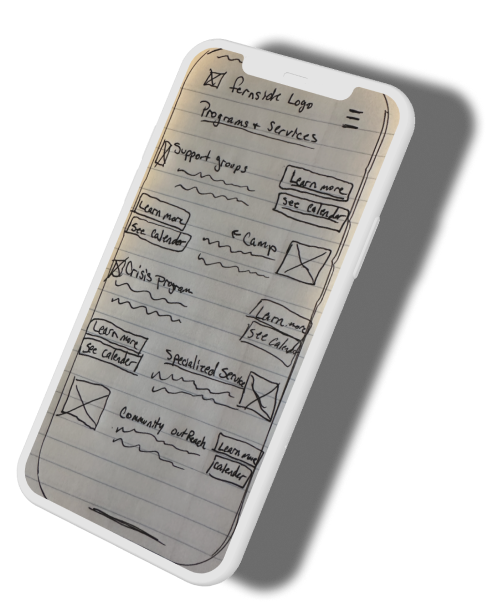 fernside Logo
Programs + Services
Support groups
Learn more
See Calendar
Learn more
See Calendar
Camp
Crisis program
Learn more
See Calendar
Learn more
See Calendar
Specialized Service
Community outReach
Learn more
Calendar